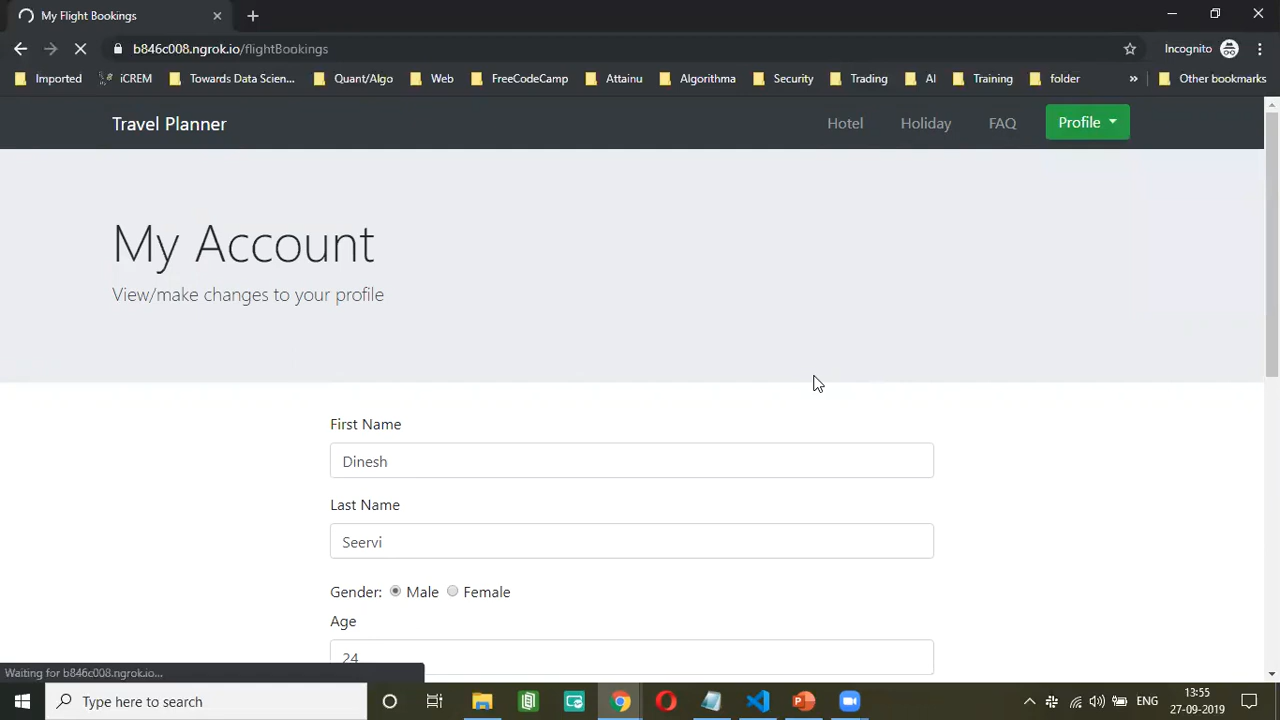 My Flight Bookings
b846c008.ngrok.io/flightBookings
Incognito
Imported iCREM Towards Data Scien... Quant/Algo Web FreeCodeCamp Attainu Algorithma Security Trading AI Training folder » Other bookmarks
Travel Planner Hotel Holiday FAQ Profile
My Account
View/make changes to your profile
First Name
Dinesh
Last Name
Seervi
Gender: Male Female
Age
24
Waiting for b846c008.ngrok.io...
Type here to search
ENG
13:55
27-09-2019